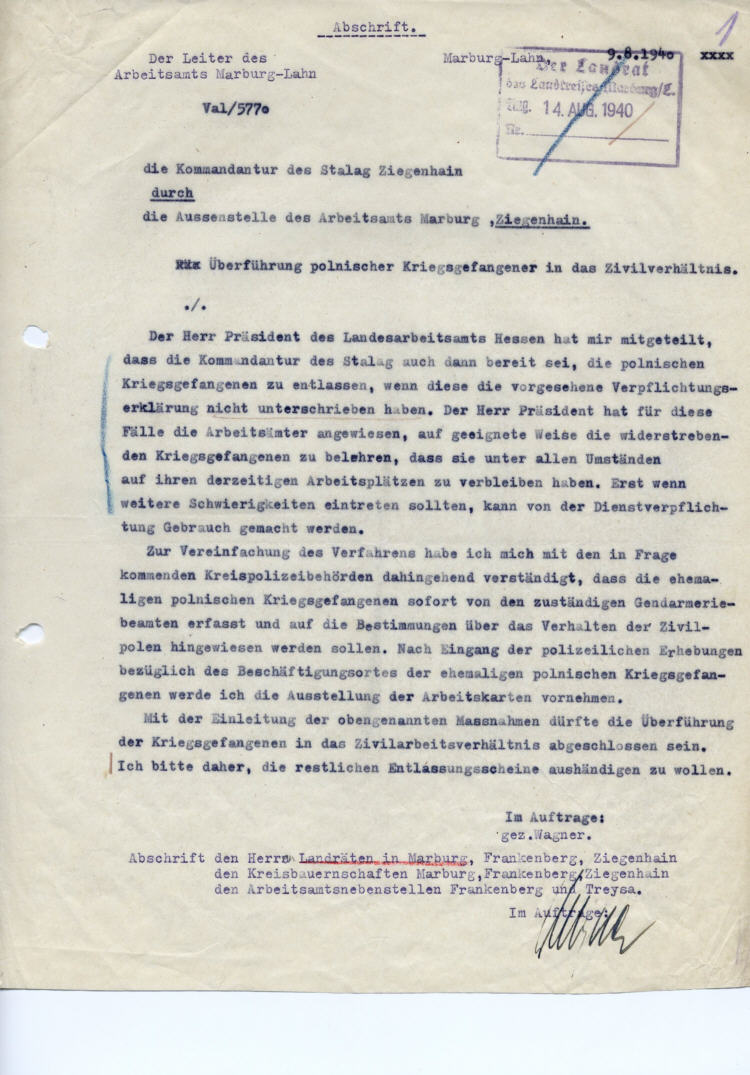 1
Abschrift.
Der Leiter des
Arbeitsamts Marburg-Lahn
Marburg-Lahn, 9.8.1940 xxxx
Der Landrat
des Landkreises Marburg/L.
Eing. 14. AUG. 1940
Nr.
Val/5770
die Kommandantur des Stalag Ziegenhain
durch
die Aussenstelle des Arbeitsamts Marburg ,Ziegenhain.
Überführung polnischer Kriegsgefangener in das Zivilverhältnis.
./.
Der Herr Präsident des Landesarbeitsamts Hessen hat mir mitgeteilt,
dass die Kommandantur des Stalag auch dann bereit sei, die polnischen
Kriegsgefangenen zu entlassen, wenn diese die vorgesehene Verpflichtungs-
erklärung nicht unterschrieben haben. Der Herr Präsident hat für diese
Fälle die Arbeitsämter angewiesen, auf geeignete Weise die widerstreben-
den Kriegsgefangenen zu belehren, dass sie unter allen Umständen
auf ihren derzeitigen Arbeitsplätzen zu verbleiben haben. Erst wenn
weitere Schwierigkeiten eintreten sollten, kann von der Dienstverpflich-
tung Gebrauch gemacht werden.
Zur Vereinfachung des Verfahrens habe ich mich mit den in Frage
kommenden Kreispolizeibehörden dahingehend verständigt, dass die ehema-
ligen polnischen Kriegsgefangenen sofort von den zuständigen Gendarmerie-
beamten erfasst und auf die Bestimmungen über das Verhalten der Zivil-
polen hingewiesen werden sollen. Nach Eingang der polizeilichen Erhebungen
bezüglich des Beschäftigungsortes der ehemaligen polnischen Kriegsgefan-
genen werde ich die Ausstellung der Arbeitskarten vornehmen.
Mit der Einleitung der obengenannten Massnahmen dürfte die Überführung
der Kriegsgefangenen in das Zivilarbeitsverhältnis abgeschlossen sein.
Ich bitte daher, die restlichen Entlassungsscheine aushändigen zu wollen.
Im Auftrage:
gez.Wagner.
Abschrift den Herrn Landräten in Marburg, Frankenberg, Ziegenhain
den Kreisbauernschaften Marburg,Frankenberg/Ziegenhain
den Arbeitsamtsnebenstellen Frankenberg und Treysa.
Im Auftrage: